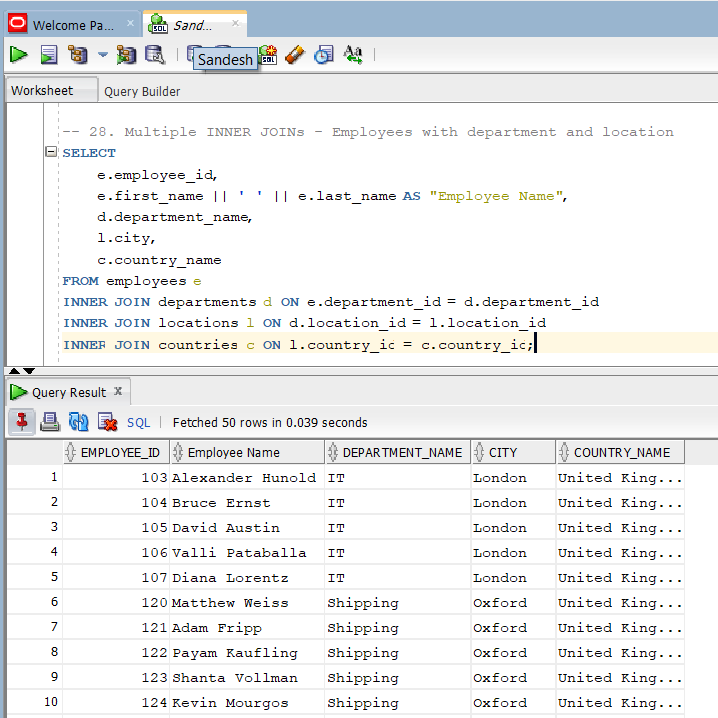 Welcome Pa...
Sand...
Sandesh
Worksheet Query Builder
-- 28. Multiple INNER JOINs - Employees with department and location
SELECT
e.employee_id,
e.first_name || ' ' || e.last_name AS "Employee Name",
d.department_name,
l.city,
c.country_name
FROM employees e
INNER JOIN departments d ON e.department_id = d.department_id
INNER JOIN locations l ON d.location_id = l.location_id
INNER JOIN countries c ON l.country_id = c.country_id;
Query Result
SQL Fetched 50 rows in 0.039 seconds
EMPLOYEE_ID Employee Name DEPARTMENT_NAME CITY COUNTRY_NAME
1 103 Alexander Hunold IT London United King...
2 104 Bruce Ernst IT London United King...
3 105 David Austin IT London United King...
4 106 Valli Pataballa IT London United King...
5 107 Diana Lorentz IT London United King...
6 120 Matthew Weiss Shipping Oxford United King...
7 121 Adam Fripp Shipping Oxford United King...
8 122 Payam Kaufling Shipping Oxford United King...
9 123 Shanta Vollman Shipping Oxford United King...
10 124 Kevin Mourgos Shipping Oxford United King...